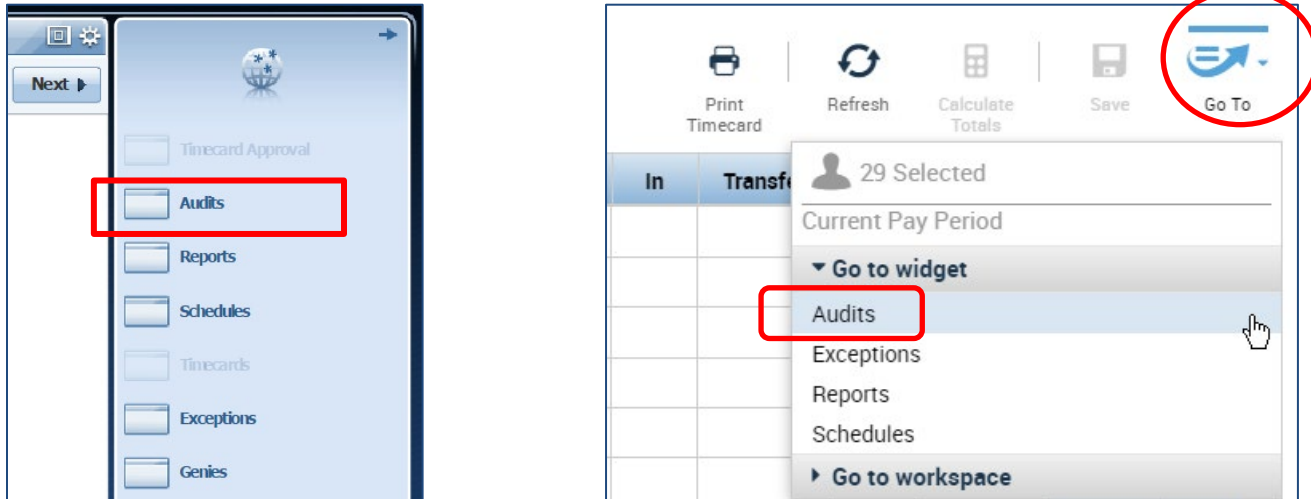 Next
Timecard Approval
Audits
Reports
Schedules
Timecards
Exceptions
Genies
Print
Timecard
Refresh
Calculate
Totals
Save
Go To
In
29 Selected
Current Pay Period
Go to widget
Audits
Exceptions
Reports
Schedules
Go to workspace